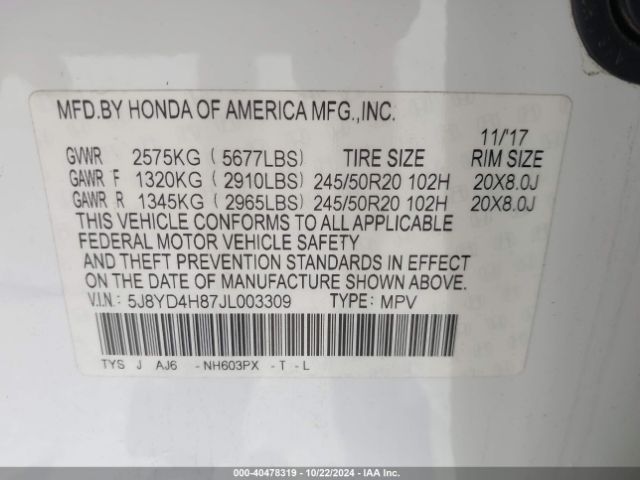 MFD.BY HONDA OF AMERICA MFG.,INC.
11/'17
GVWR 2575KG ( 5677LBS) TIRE SIZE RIM SIZE
GAWR F 1320KG ( 2910LBS) 245/50R20 102H 20X8.0J
GAWR R 1345KG ( 2965LBS) 245/50R20 102H 20X8.0J
THIS VEHICLE CONFORMS TO ALL APPLICABLE
FEDERAL MOTOR VEHICLE SAFETY
AND THEFT PREVENTION STANDARDS IN EFFECT
ON THE DATE OF MANUFACTURE SHOWN ABOVE.
V.I.N.: 5J8YD4H87JL003309 TYPE: MPV
TYS J AJ6 -NH603PX -T -L
000-40478319 - 10/22/2024 - IAA Inc.